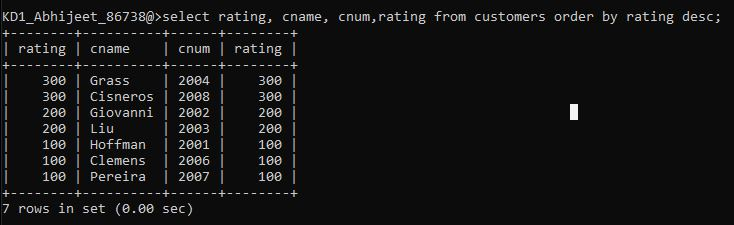 KD1_Abhijeet_86738@>select rating, cname, cnum,rating from customers order by rating desc;
+--------+----------+------+--------+
| rating | cname    | cnum | rating |
+--------+----------+------+--------+
|    300 | Grass    | 2004 |    300 |
|    300 | Cisneros | 2008 |    300 |
|    200 | Giovanni | 2002 |    200 |
|    200 | Liu      | 2003 |    200 |
|    100 | Hoffman  | 2001 |    100 |
|    100 | Clemens  | 2006 |    100 |
|    100 | Pereira  | 2007 |    100 |
+--------+----------+------+--------+
7 rows in set (0.00 sec)